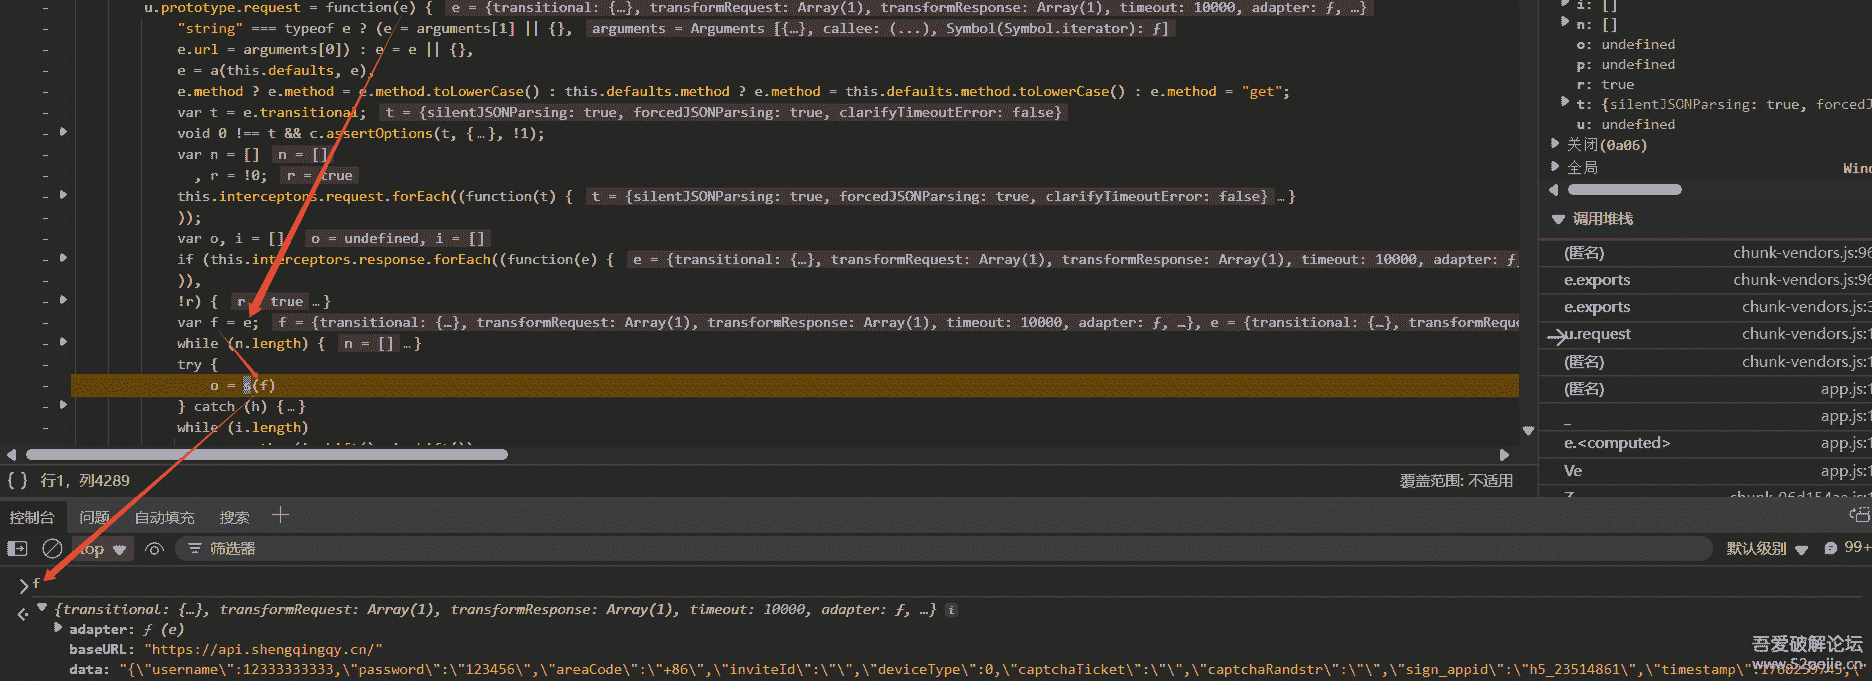 u.prototype.request = function(e) { e = {transitional: {…}, transformRequest: Array(1), transformResponse: Array(1), timeout: 10000, adapter: ƒ, …}
"string" === typeof e ? (e = arguments[1] || {}, arguments = Arguments [{…}, callee: (...), Symbol(Symbol.iterator): ƒ]
e.url = arguments[0]) : e = e || {},
e = a(this.defaults, e),
e.method ? e.method = e.method.toLowerCase() : this.defaults.method ? e.method = this.defaults.method.toLowerCase() : e.method = "get";
var t = e.transitional; t = {silentJSONParsing: true, forcedJSONParsing: true, clarifyTimeoutError: false}
void 0 !== t && c.assertOptions(t, {…}, !1);
var n = [] n = []
, r = !0; r = true
this.interceptors.request.forEach((function(t) { t = {silentJSONParsing: true, forcedJSONParsing: true, clarifyTimeoutError: false} …}
));
var o, i = [] o = undefined, i = []
if (this.interceptors.response.forEach((function(e) { e = {transitional: {…}, transformRequest: Array(1), transformResponse: Array(1), timeout: 10000, adapter: ƒ,
)),
!r) { r = true …}
var f = e; f = {transitional: {…}, transformRequest: Array(1), transformResponse: Array(1), timeout: 10000, adapter: ƒ, …}, e = {transitional: {…}, transformReque
while (n.length) { n = [] …}
try {
o = s(f)
} catch (h) {…}
while (i.length)
{ } 行1，列4289
覆盖范围: 不适用
i: []
n: []
o: undefined
p: undefined
r: true
t: {silentJSONParsing: true, forcedJ
u: undefined
关闭(0a06)
全局 Wind
调用堆栈
(匿名) chunk-vendors.js:96
e.exports chunk-vendors.js:96
e.exports chunk-vendors.js:1
u.request chunk-vendors.js:1
(匿名) chunk-vendors.js:1
(匿名) app.js:1
_ app.js:1
e.<computed> app.js:1
Ve app.js:1
控制台 问题 自动填充 搜索 +
top 筛选器 默认级别 99+
f
{transitional: {…}, transformRequest: Array(1), transformResponse: Array(1), timeout: 10000, adapter: ƒ, …} i
adapter: ƒ (e)
baseURL: "https://api.shengqingqy.cn/"
data: "{\"username\":12333333333,\"password\":\"123456\",\"areaCode\":\"+86\",\"inviteId\":\"\",\"deviceType\":0,\"captchaTicket\":\"\",\"captchaRandstr\":\"\",\"sign_appid\":\"h5_23514861\",\"timestamp\":
吾爱破解论坛
www.52pojie.cn